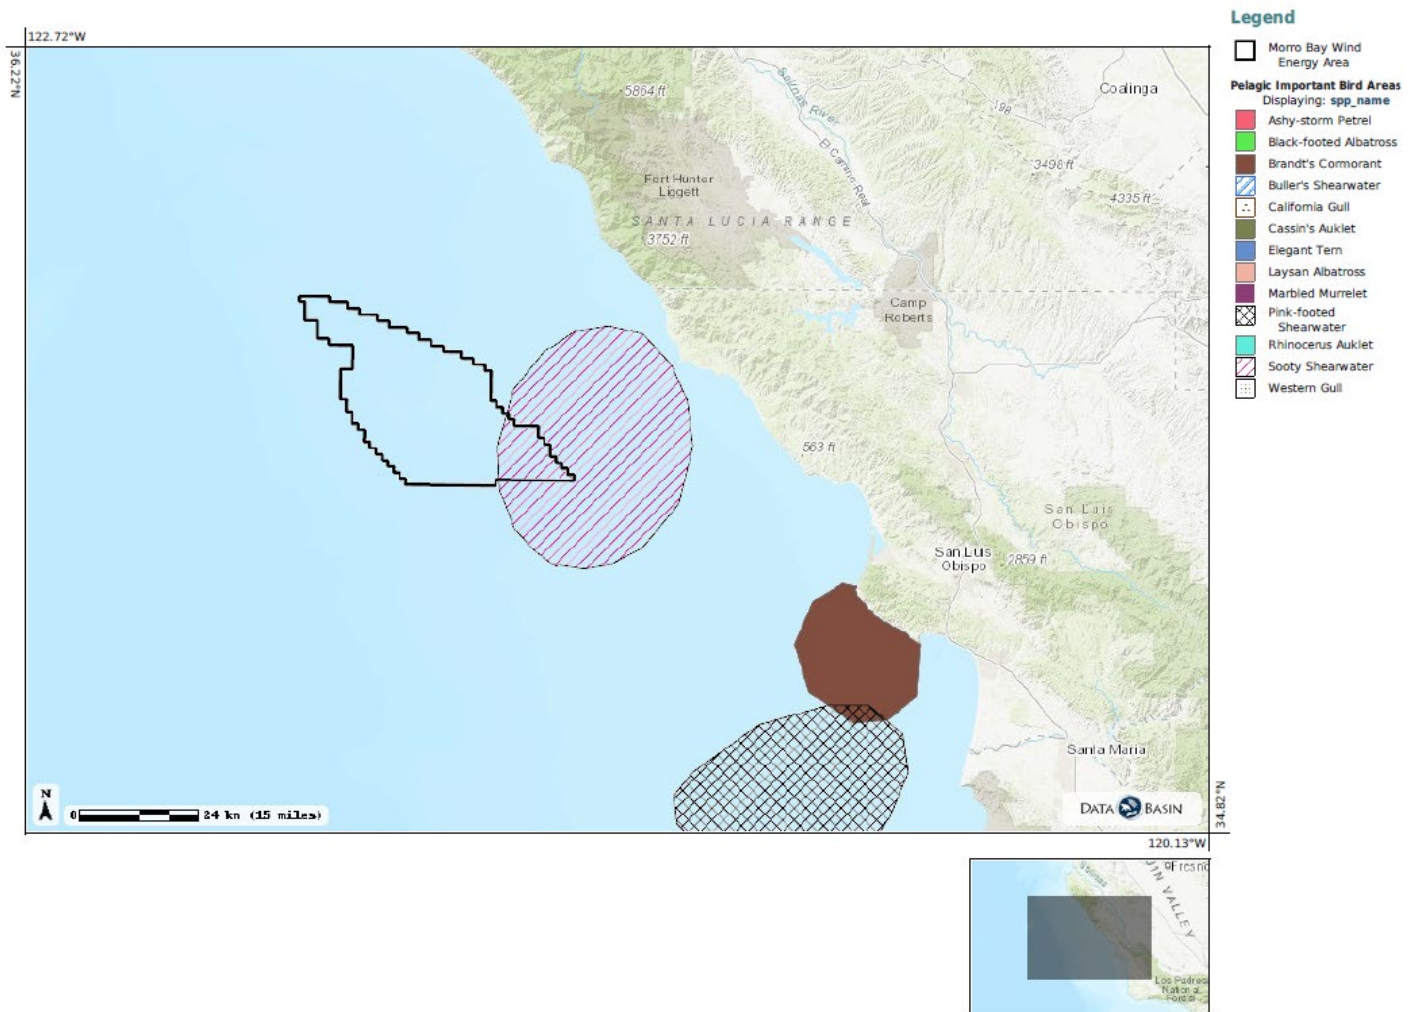 122.72°W
36.22°N
5864 ft
Salinas River
198
Coalinga
El Camino Real
3498 ft
Fort Hunter
Liggett
4335 ft
SANTA LUCIA RANGE
3752 ft
Camp
Roberts
563 ft
San Luis
Obispo
San Luis
Obispo
2859 ft
Santa Maria
N
0 24 km (15 miles)
DATA BASIN
34.82°N
120.13°W
Legend
Morro Bay Wind
Energy Area
Pelagic Important Bird Areas
Displaying: spp_name
Ashy-storm Petrel
Black-footed Albatross
Brandt's Cormorant
Buller's Shearwater
California Gull
Cassin's Auklet
Elegant Tern
Laysan Albatross
Marbled Murrelet
Pink-footed
Shearwater
Rhinocerus Auklet
Sooty Shearwater
Western Gull
Salinas
Fresno
UIN VALLEY
Los Padres
National
Forest